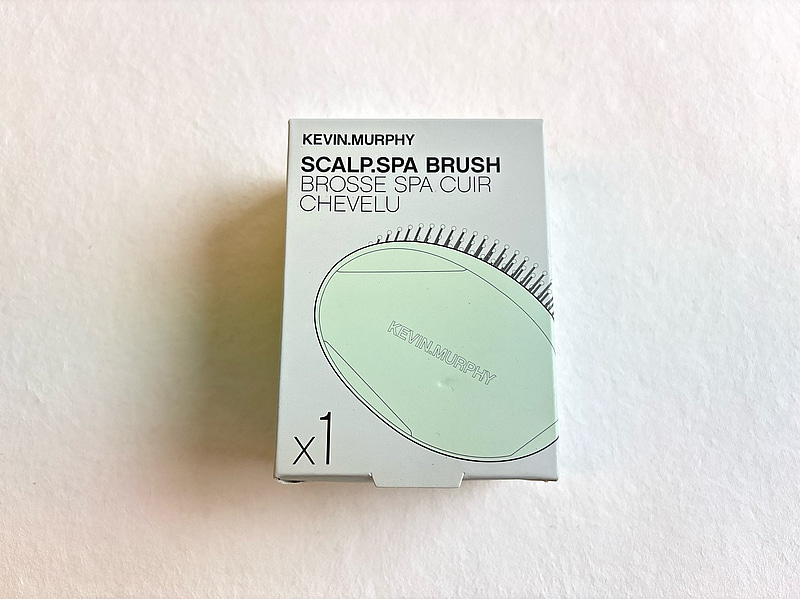 KEVIN.MURPHY
SCALP.SPA BRUSH
BROSSE SPA CUIR
CHEVELU
KEVIN.MURPHY
x1